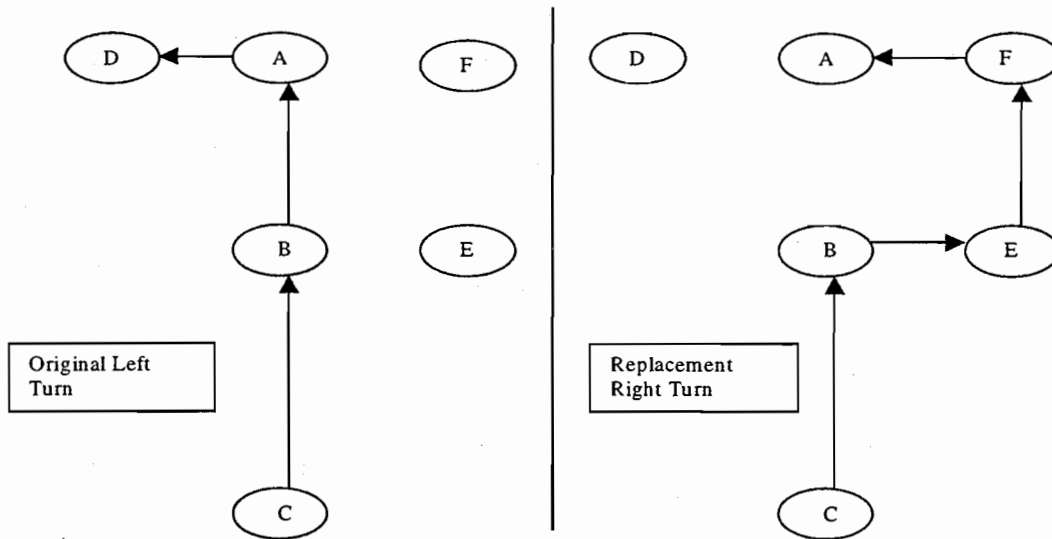 D
A
F
B
E
Original Left
Turn
C
D
A
F
B
E
Replacement
Right Turn
C